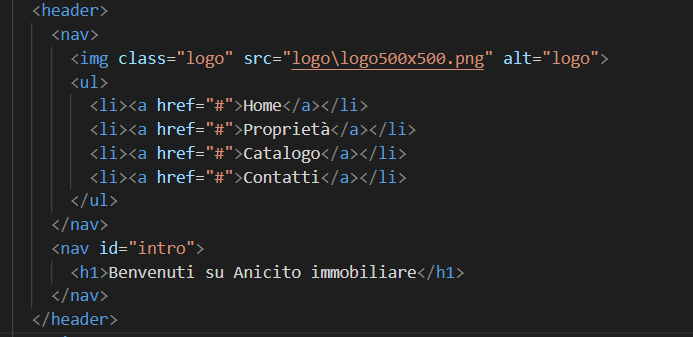 <header>
<nav>
<img class="logo" src="logo\logo500x500.png" alt="logo">
<ul>
<li><a href="#">Home</a></li>
<li><a href="#">Proprietà</a></li>
<li><a href="#">Catalogo</a></li>
<li><a href="#">Contatti</a></li>
</ul>
</nav>
<nav id="intro">
<h1>Benvenuti su Anicito immobiliare</h1>
</nav>
</header>